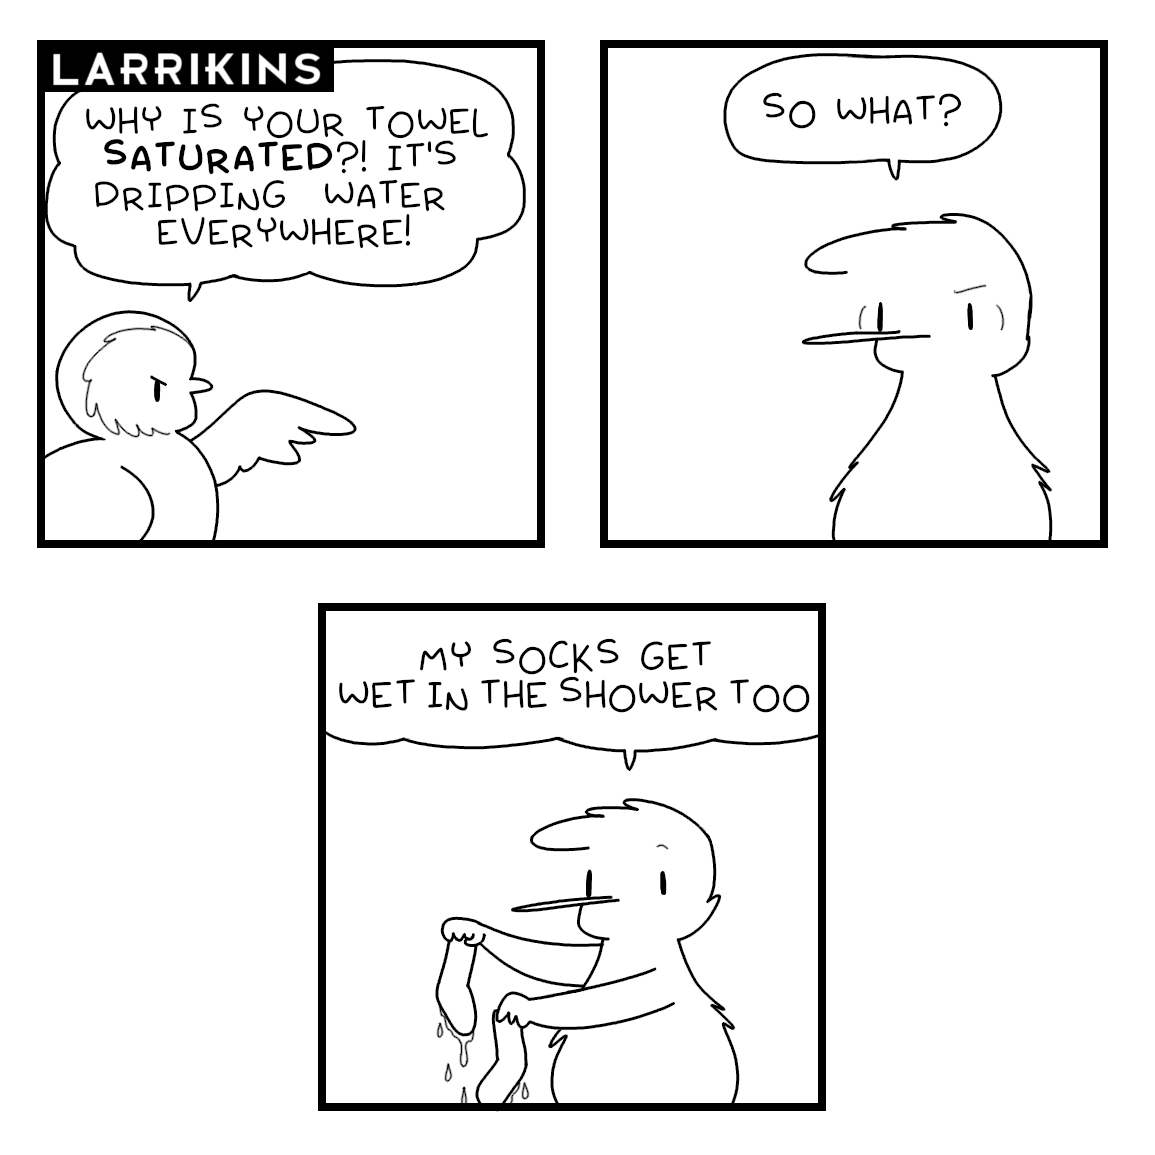 LARRIKINS
WHY IS YOUR TOWEL
SATURATED?! IT'S
DRIPPING WATER
EVERYWHERE!
SO WHAT?
MY SOCKS GET
WET IN THE SHOWER TOO